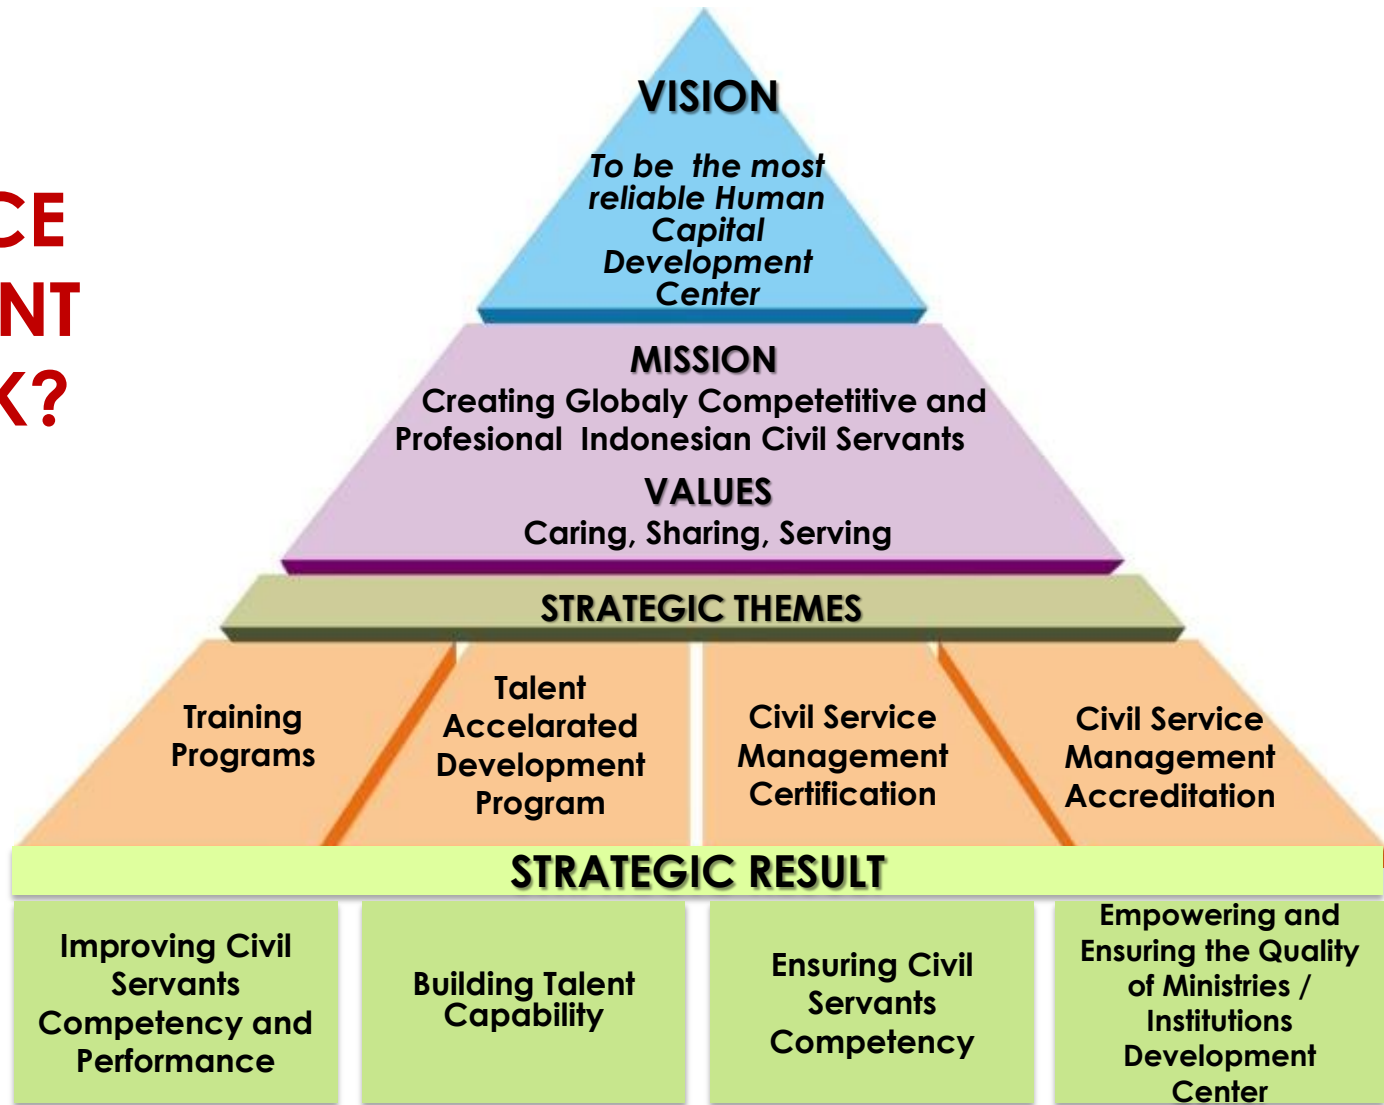 CE
NT
K?
VISION
To be the most
reliable Human
Capital
Development
Center
MISSION
Creating Globaly Competetitive and
Profesional Indonesian Civil Servants
VALUES
Caring, Sharing, Serving
STRATEGIC THEMES
Training
Programs
Talent
Accelarated
Development
Program
Civil Service
Management
Certification
Civil Service
Management
Accreditation
STRATEGIC RESULT
Improving Civil
Servants
Competency and
Performance
Building Talent
Capability
Ensuring Civil
Servants
Competency
Empowering and
Ensuring the Quality
of Ministries /
Institutions
Development
Center